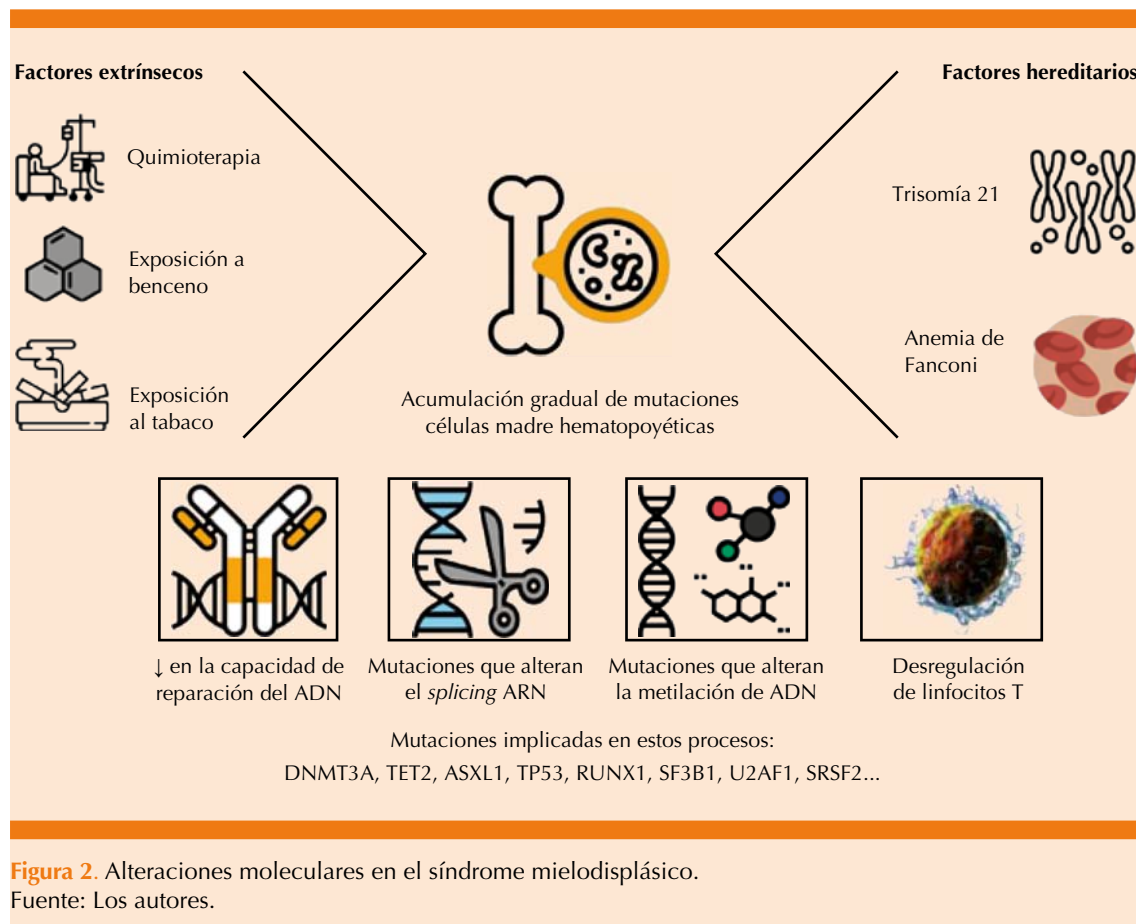 Factores extrínsecos
Quimioterapia
Exposición a
benceno
Exposición
al tabaco
Factores hereditarios
Trisomía 21
Anemia de
Fanconi
Acumulación gradual de mutaciones
células madre hematopoyéticas
↓ en la capacidad de
reparación del ADN
Mutaciones que alteran
el splicing ARN
Mutaciones que alteran
la metilación de ADN
Desregulación
de linfocitos T
Mutaciones implicadas en estos procesos:
DNMT3A, TET2, ASXL1, TP53, RUNX1, SF3B1, U2AF1, SRSF2...
Figura 2. Alteraciones moleculares en el síndrome mielodisplásico.
Fuente: Los autores.